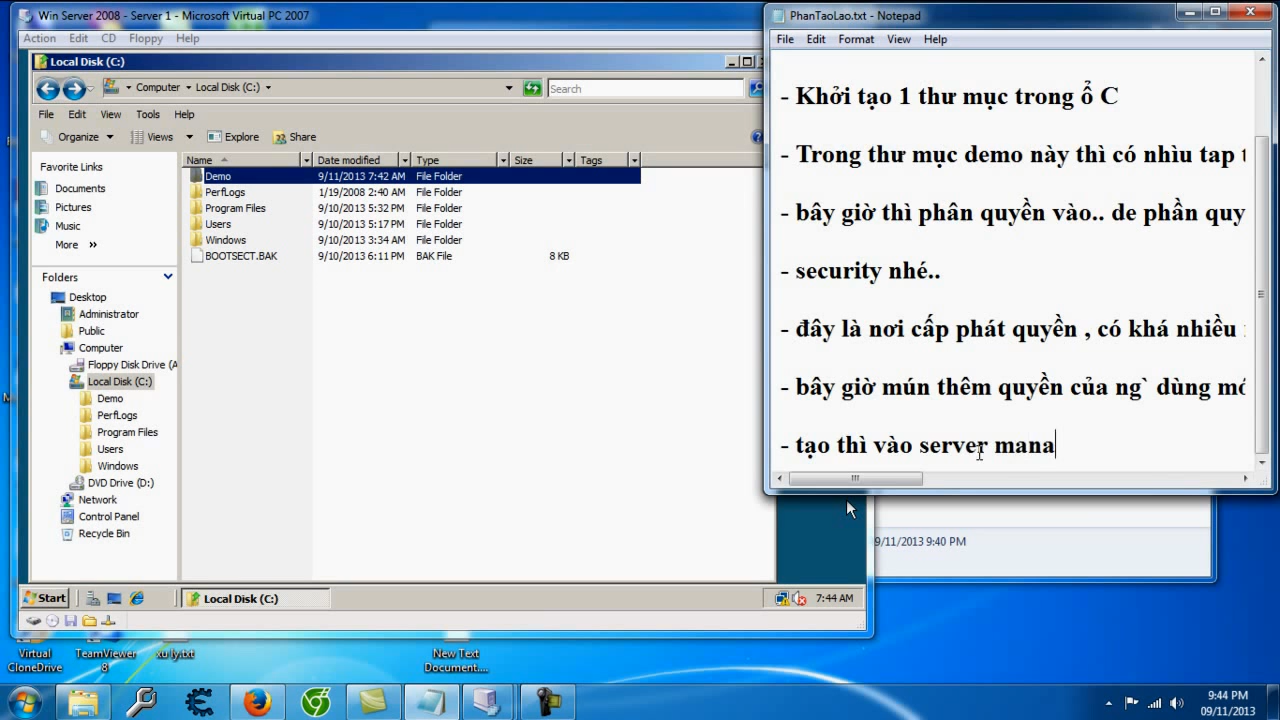 Win Server 2008 - Server 1 - Microsoft Virtual PC 2007
Action Edit CD Floppy Help
Local Disk (C:)
Computer Local Disk (C:)
Search
File Edit View Tools Help
Organize Views Explore Share
Favorite Links
Documents
Pictures
Music
More »
Folders
Desktop
Administrator
Public
Computer
Floppy Disk Drive (A
Local Disk (C:)
Demo
PerfLogs
Program Files
Users
Windows
DVD Drive (D:)
Network
Control Panel
Recycle Bin
Name Date modified Type Size Tags
Demo 9/11/2013 7:42 AM File Folder
PerfLogs 1/19/2008 2:40 AM File Folder
Program Files 9/10/2013 5:32 PM File Folder
Users 9/10/2013 5:17 PM File Folder
Windows 9/10/2013 3:34 AM File Folder
BOOTSECT.BAK 9/10/2013 6:11 PM BAK File 8 KB
Start
Local Disk (C:)
7:44 AM
PhanTaoLao.txt - Notepad
File Edit Format View Help
- Khởi tạo 1 thư mục trong ổ C
- Trong thư mục demo này thì có nhìu tap t
- bây giờ thì phân quyền vào.. de phần quy
- security nhé..
- đây là nơi cấp phát quyền , có khá nhiều
- bây giờ mún thêm quyền của ng` dùng mó
- tạo thì vào server mana
9/11/2013 9:40 PM
Virtual CloneDrive
TeamViewer 8
xu ly.txt
New Text Document....
9:44 PM
09/11/2013